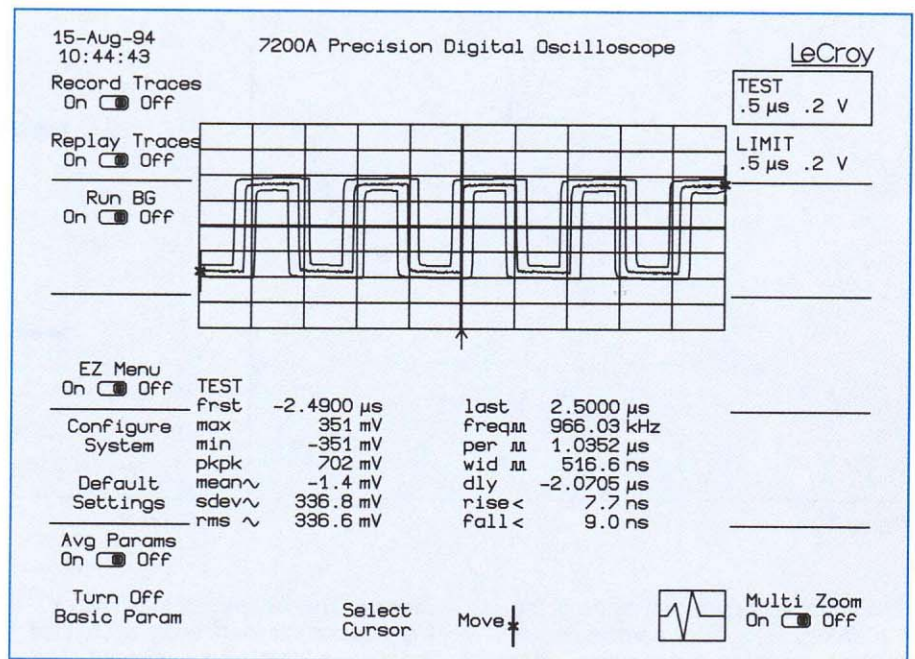 15-Aug-94
10:44:43
7200A Precision Digital Oscilloscope
LeCroy
Record Traces
On Off
Replay Traces
On Off
Run BG
On Off
TEST
.5 µs .2 V
LIMIT
.5 µs .2 V
EZ Menu
On Off
Configure
System
Default
Settings
Avg Params
On Off
Turn Off
Basic Param
TEST
frst -2.4900 µs last 2.5000 µs
max 351 mV freq 966.03 kHz
min -351 mV per 1.0352 µs
pkpk 702 mV wid 516.6 ns
mean~ -1.4 mV dly -2.0705 µs
sdev~ 336.8 mV rise< 7.7 ns
rms ~ 336.6 mV fall< 9.0 ns
Select
Cursor
Move
Multi Zoom
On Off